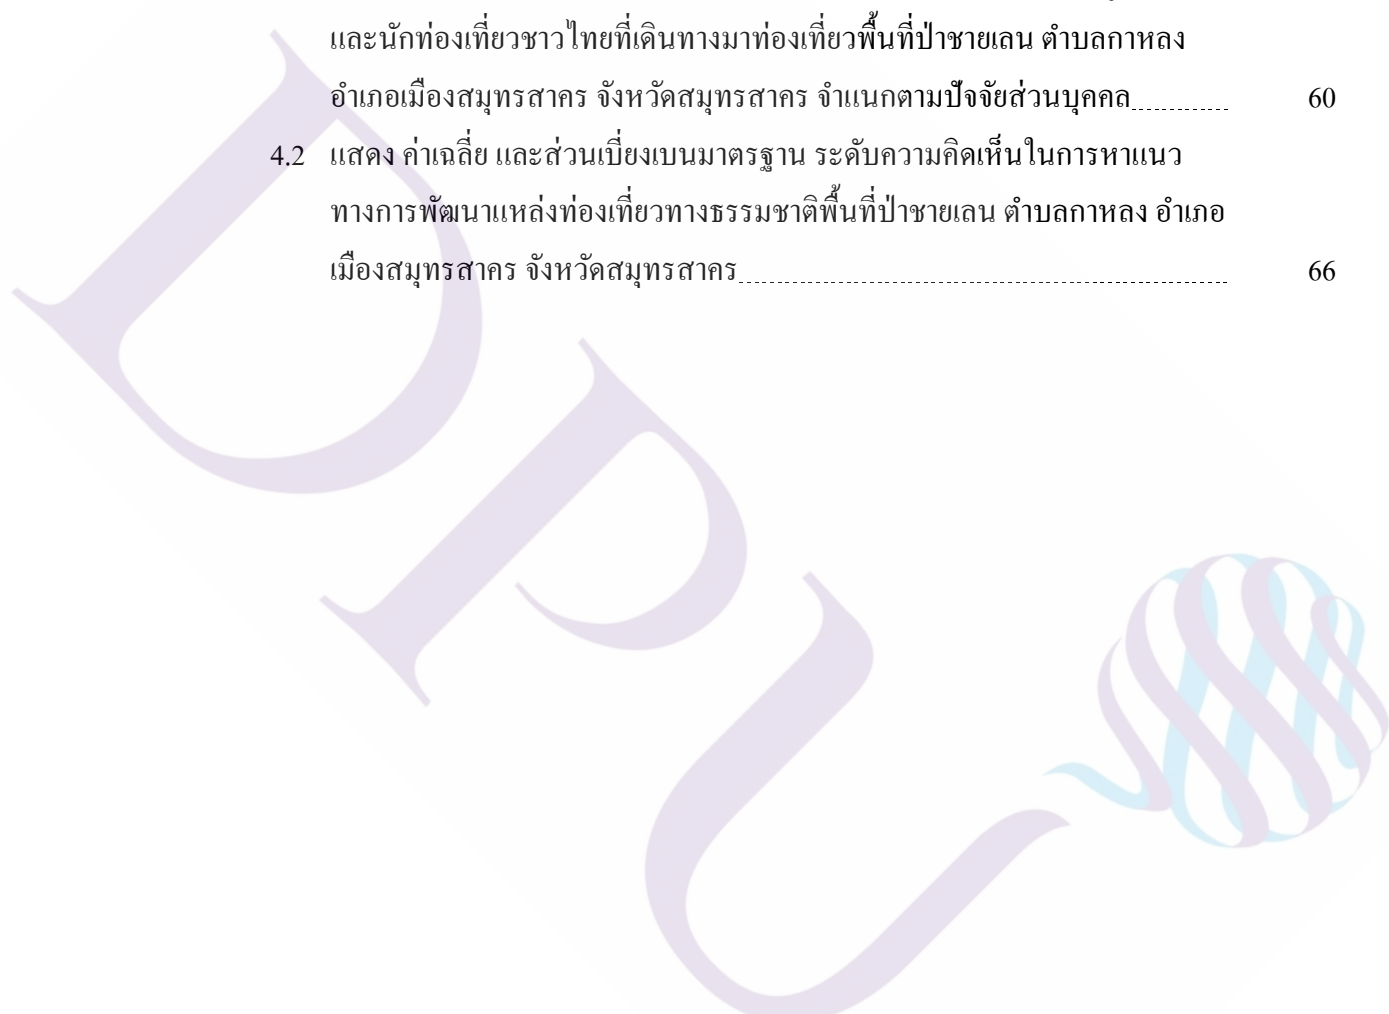 และนักท่องเที่ยวชาวไทยที่เดินทางมาท่องเที่ยวพื้นที่ป่าชายเลน ตำบลกาหลง
อำเภอเมืองสมุทรสาคร จังหวัดสมุทรสาคร จำแนกตามปัจจัยส่วนบุคคล 60
4.2 แสดง ค่าเฉลี่ย และส่วนเบี่ยงเบนมาตรฐาน ระดับความคิดเห็นในการหาแนว
ทางการพัฒนาแหล่งท่องเที่ยวทางธรรมชาติพื้นที่ป่าชายเลน ตำบลกาหลง อำเภอ
เมืองสมุทรสาคร จังหวัดสมุทรสาคร 66
DPU